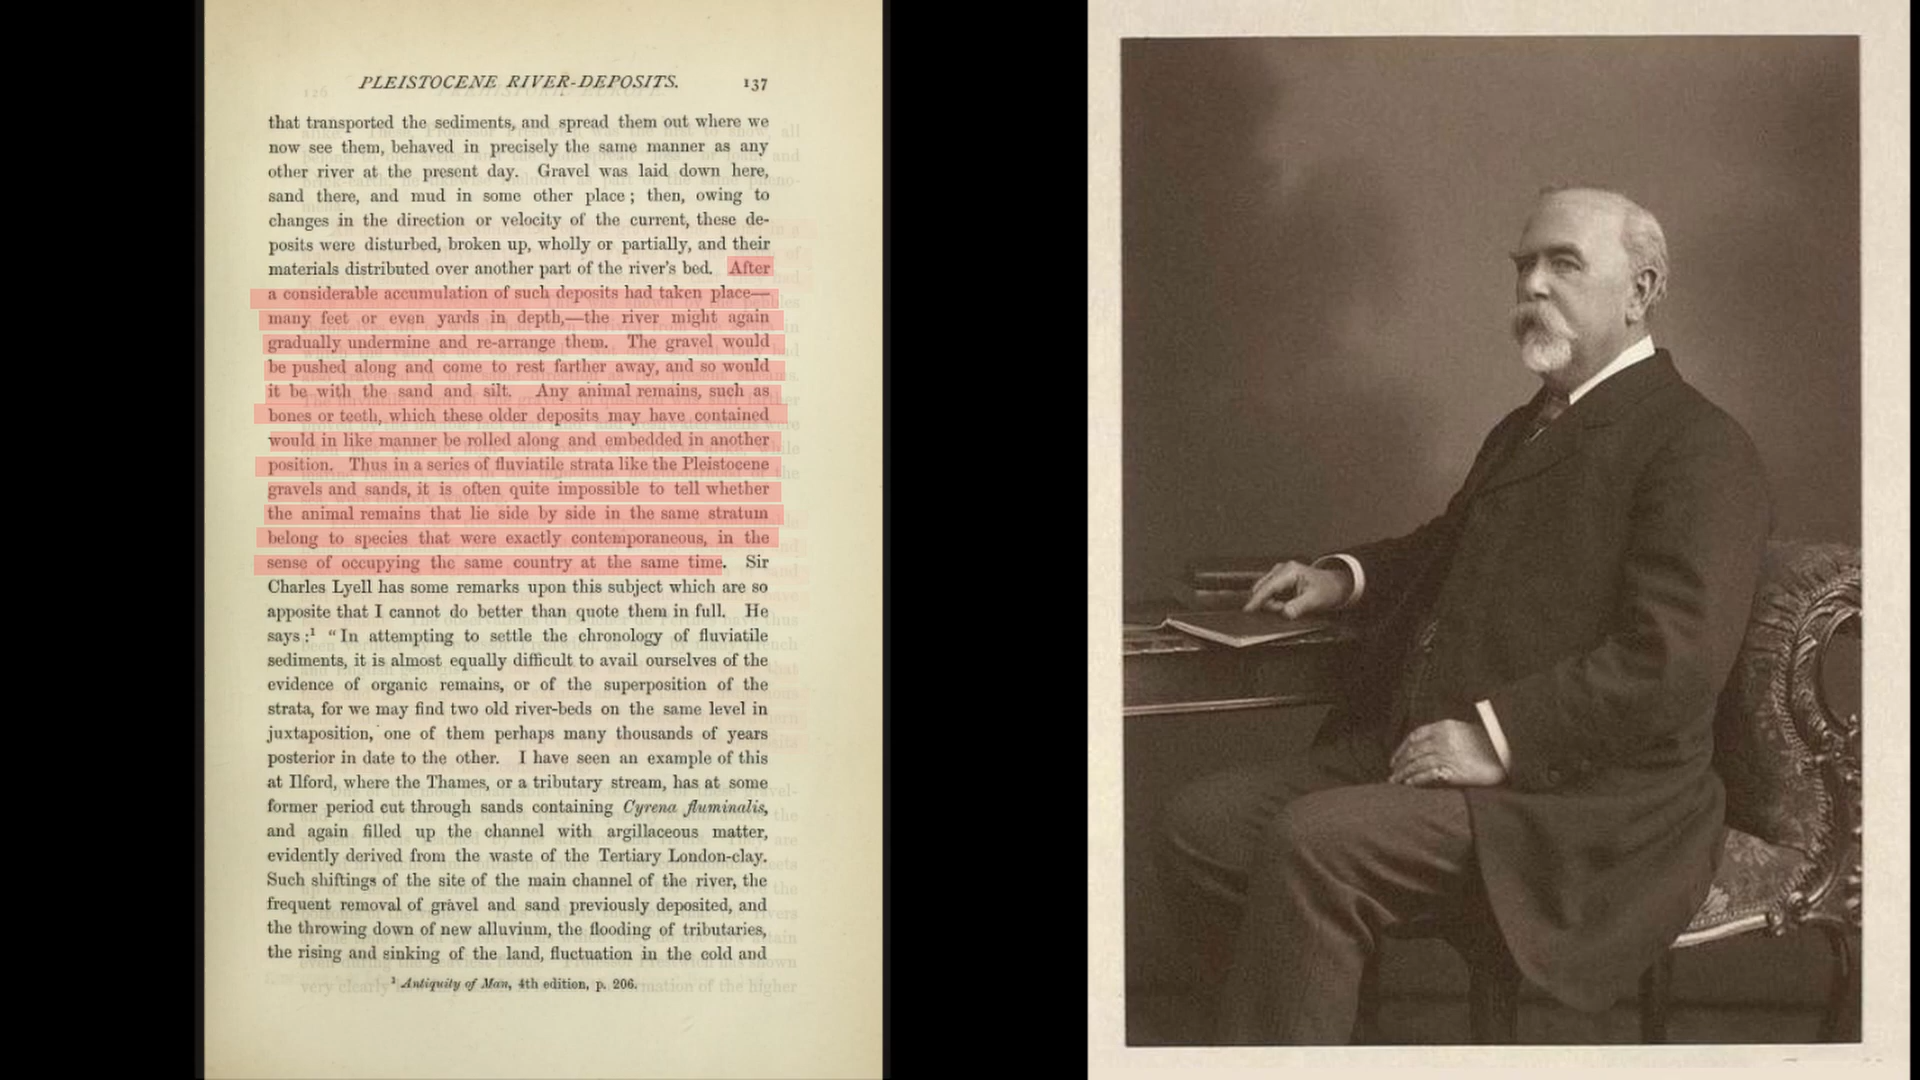 PLEISTOCENE RIVER-DEPOSITS. 137
that transported the sediments, and spread them out where we
now see them, behaved in precisely the same manner as any
other river at the present day. Gravel was laid down here,
sand there, and mud in some other place; then, owing to
changes in the direction or velocity of the current, these de-
posits were disturbed, broken up, wholly or partially, and their
materials distributed over another part of the river's bed. After
a considerable accumulation of such deposits had taken place—
many feet or even yards in depth,—the river might again
gradually undermine and re-arrange them. The gravel would
be pushed along and come to rest farther away, and so would
it be with the sand and silt. Any animal remains, such as
bones or teeth, which these older deposits may have contained
would in like manner be rolled along and embedded in another
position. Thus in a series of fluviatile strata like the Pleistocene
gravels and sands, it is often quite impossible to tell whether
the animal remains that lie side by side in the same stratum
belong to species that were exactly contemporaneous, in the
sense of occupying the same country at the same time. Sir
Charles Lyell has some remarks upon this subject which are so
apposite that I cannot do better than quote them in full. He
says:¹ "In attempting to settle the chronology of fluviatile
sediments, it is almost equally difficult to avail ourselves of the
evidence of organic remains, or of the superposition of the
strata, for we may find two old river-beds on the same level in
juxtaposition, one of them perhaps many thousands of years
posterior in date to the other. I have seen an example of this
at Ilford, where the Thames, or a tributary stream, has at some
former period cut through sands containing Cyrena fluminalis,
and again filled up the channel with argillaceous matter,
evidently derived from the waste of the Tertiary London-clay.
Such shiftings of the site of the main channel of the river, the
frequent removal of gravel and sand previously deposited, and
the throwing down of new alluvium, the flooding of tributaries,
the rising and sinking of the land, fluctuation in the cold and
¹ Antiquity of Man, 4th edition, p. 206.